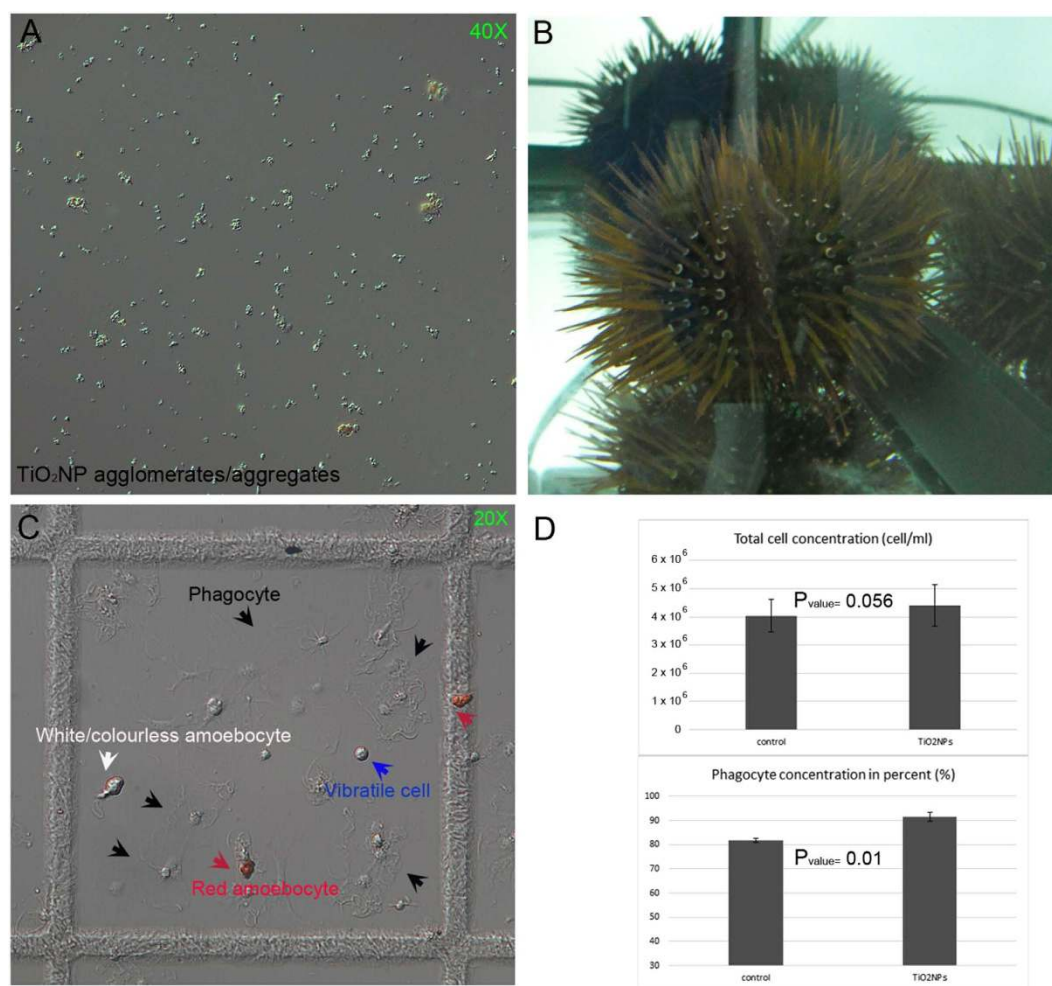 A
40X
TiO₂NP agglomerates/aggregates
B
C
20X
Phagocyte
White/colourless amoebocyte
Vibratile cell
Red amoebocyte
D
Total cell concentration (cell/ml)
6 x 10⁶
5 x 10⁶
4 x 10⁶
3 x 10⁶
2 x 10⁶
1 x 10⁶
0
Pvalue= 0.056
control
TiO2NPs
Phagocyte concentration in percent (%)
100
90
80
70
60
50
40
30
Pvalue= 0.01
control
TiO2NPs